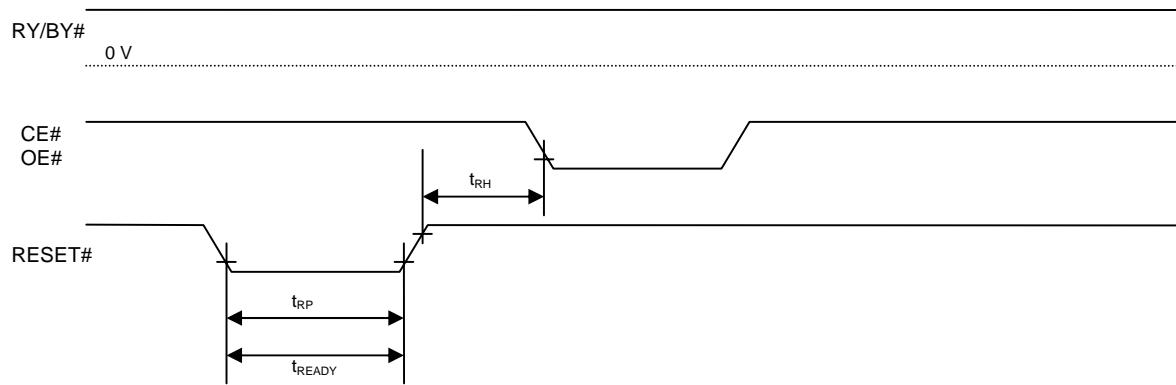 RY/BY#
0 V
CE#
OE#
tRH
RESET#
tRP
tREADY